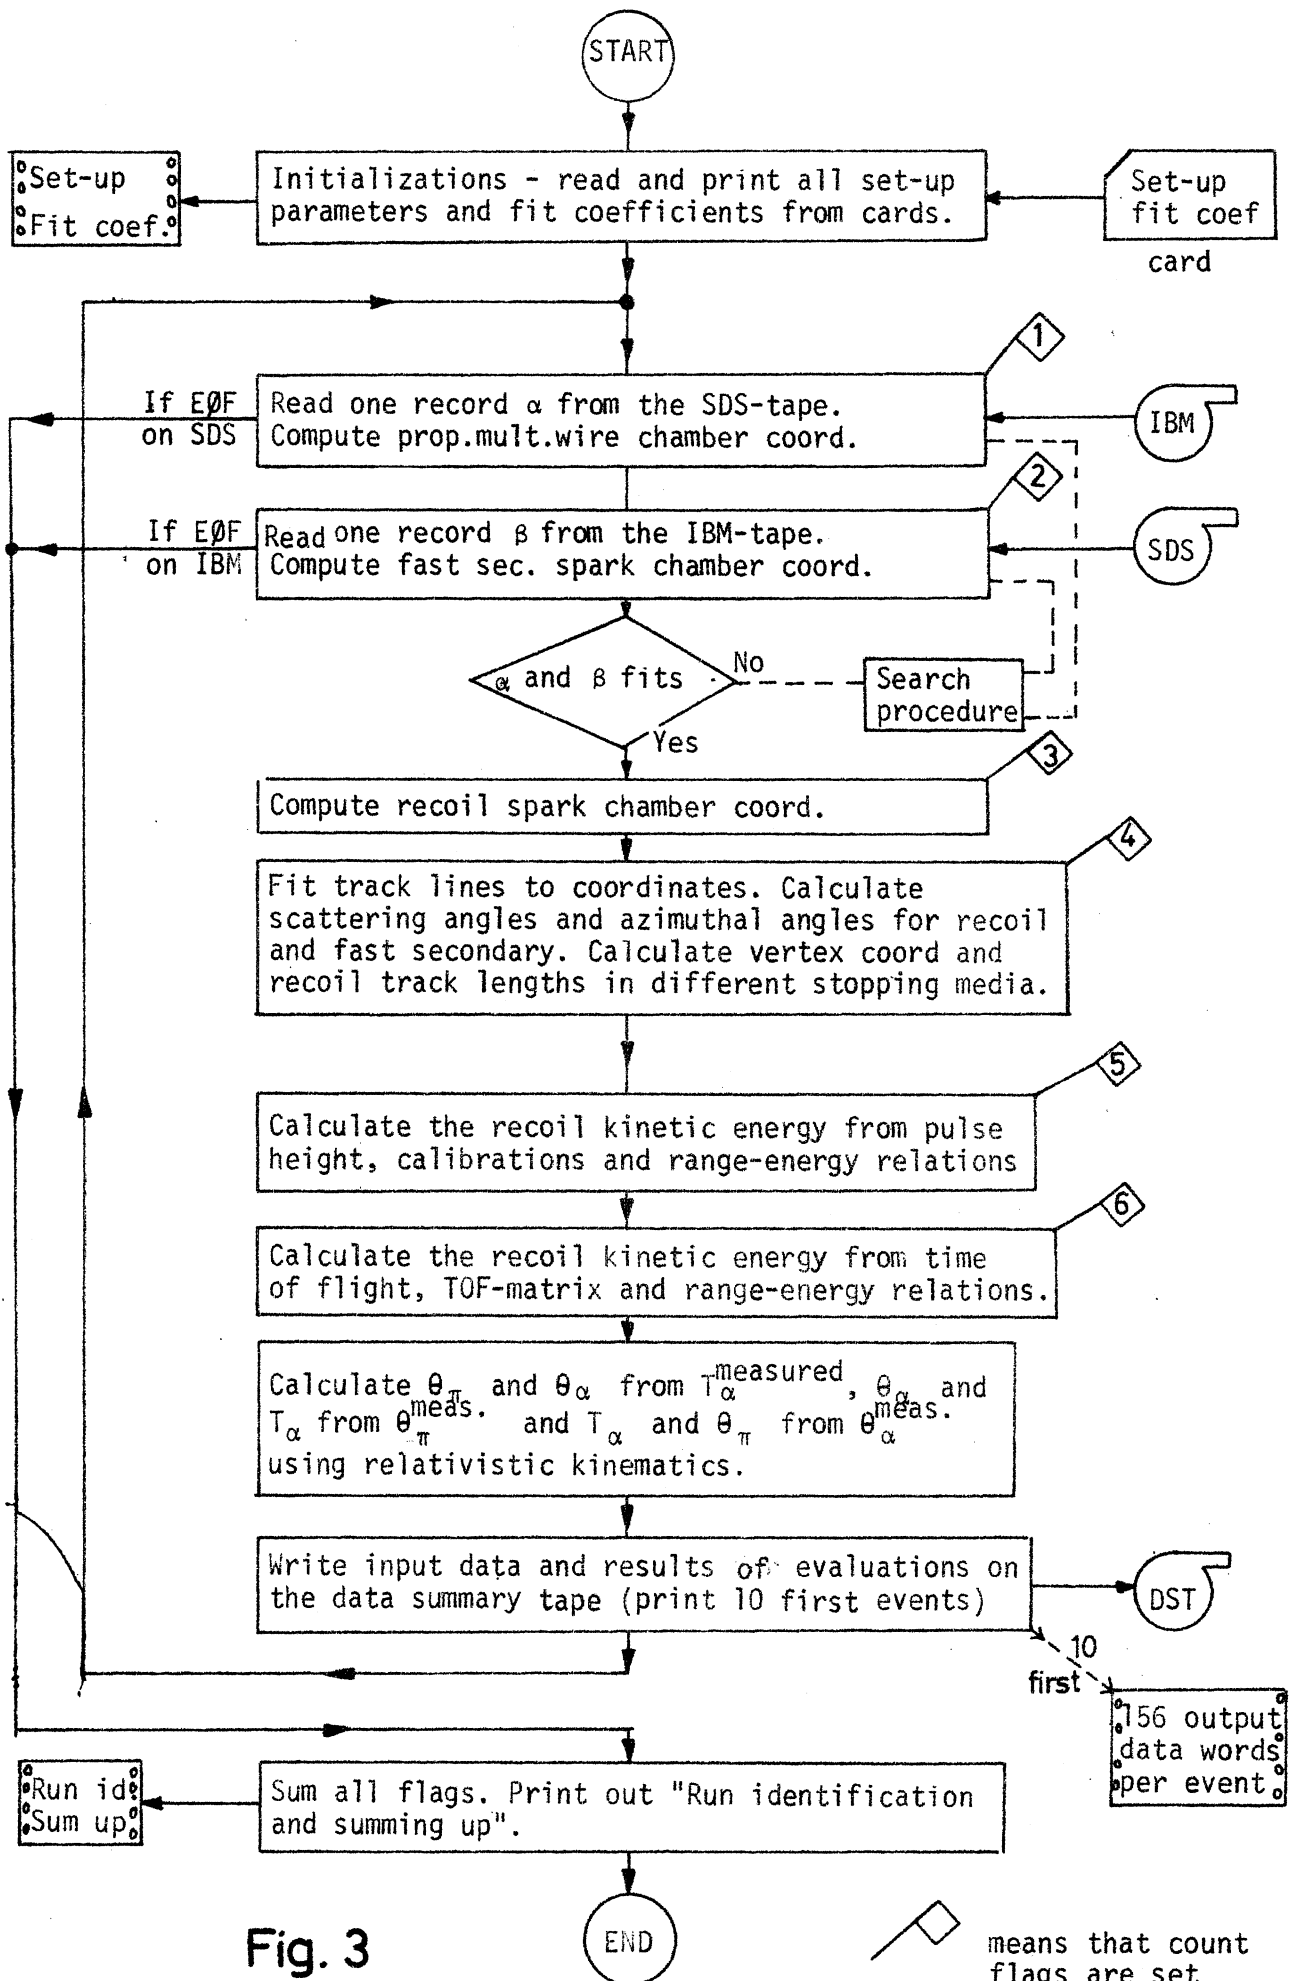 START
Set-up
Fit coef.
Initializations - read and print all set-up
parameters and fit coefficients from cards.
Set-up
fit coef
card
1
If EØF
on SDS
Read one record α from the SDS-tape.
Compute prop.mult.wire chamber coord.
IBM
2
If EØF
on IBM
Read one record β from the IBM-tape.
Compute fast sec. spark chamber coord.
SDS
α and β fits
No
Search
procedure
Yes
3
Compute recoil spark chamber coord.
4
Fit track lines to coordinates. Calculate
scattering angles and azimuthal angles for recoil
and fast secondary. Calculate vertex coord and
recoil track lengths in different stopping media.
5
Calculate the recoil kinetic energy from pulse
height, calibrations and range-energy relations
6
Calculate the recoil kinetic energy from time
of flight, TOF-matrix and range-energy relations.
Calculate θπ and θα from Tα measured, θα and
Tα from θπ meas. and Tα and θπ from θα meas.
using relativistic kinematics.
Write input data and results of evaluations on
the data summary tape (print 10 first events)
DST
10
first
156 output
data words
per event
Run id
Sum up
Sum all flags. Print out "Run identification
and summing up".
END
Fig. 3
means that count
flags are set